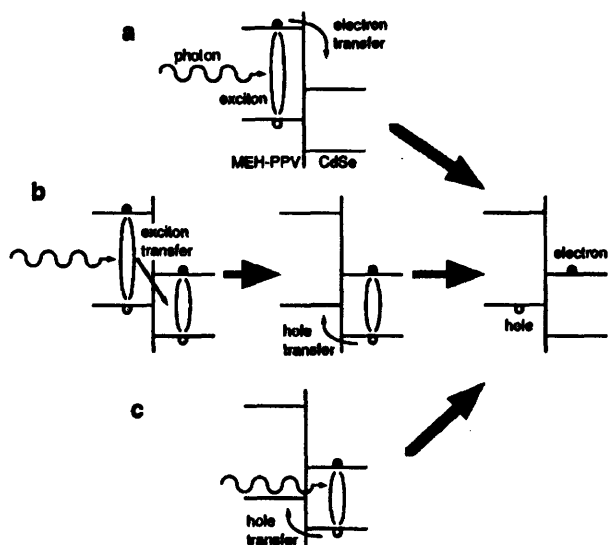 a
electron
transfer
photon
exciton
MEH-PPV CdSe
b
exciton
transfer
electron
hole
transfer
hole
c
hole
transfer